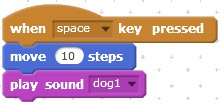 when space key pressed
move 10 steps
play sound dog1